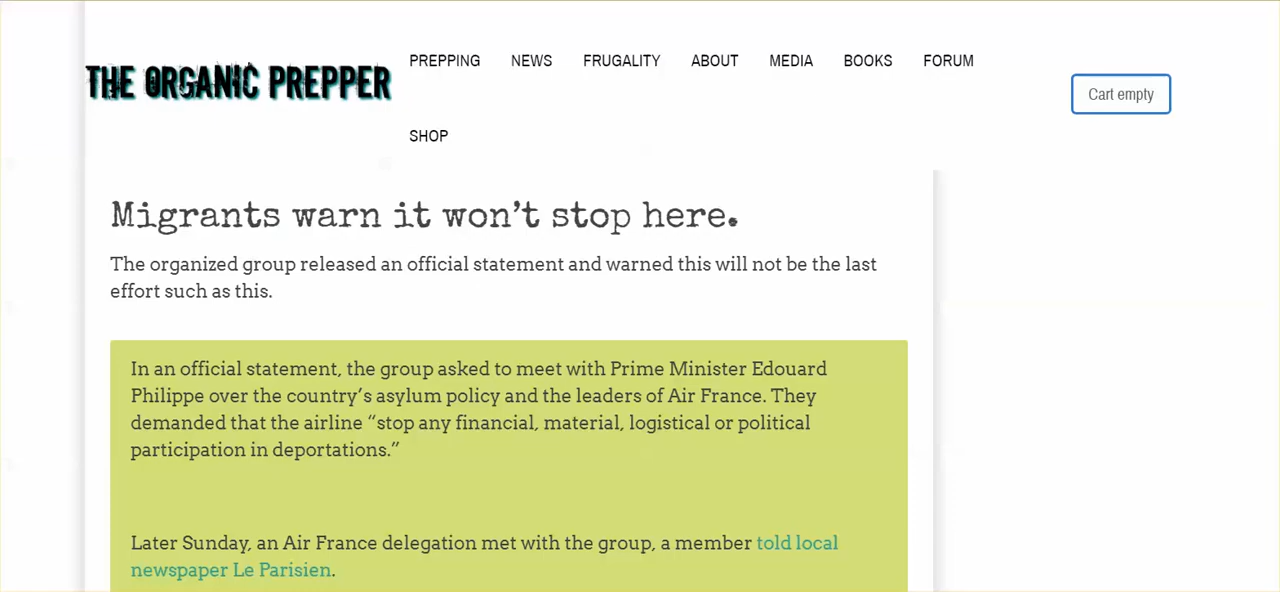 THE ORGANIC PREPPER
PREPPING NEWS FRUGALITY ABOUT MEDIA BOOKS FORUM
SHOP
Cart empty
Migrants warn it won’t stop here.
The organized group released an official statement and warned this will not be the last
effort such as this.
In an official statement, the group asked to meet with Prime Minister Edouard
Philippe over the country’s asylum policy and the leaders of Air France. They
demanded that the airline “stop any financial, material, logistical or political
participation in deportations.”
Later Sunday, an Air France delegation met with the group, a member told local
newspaper Le Parisien.